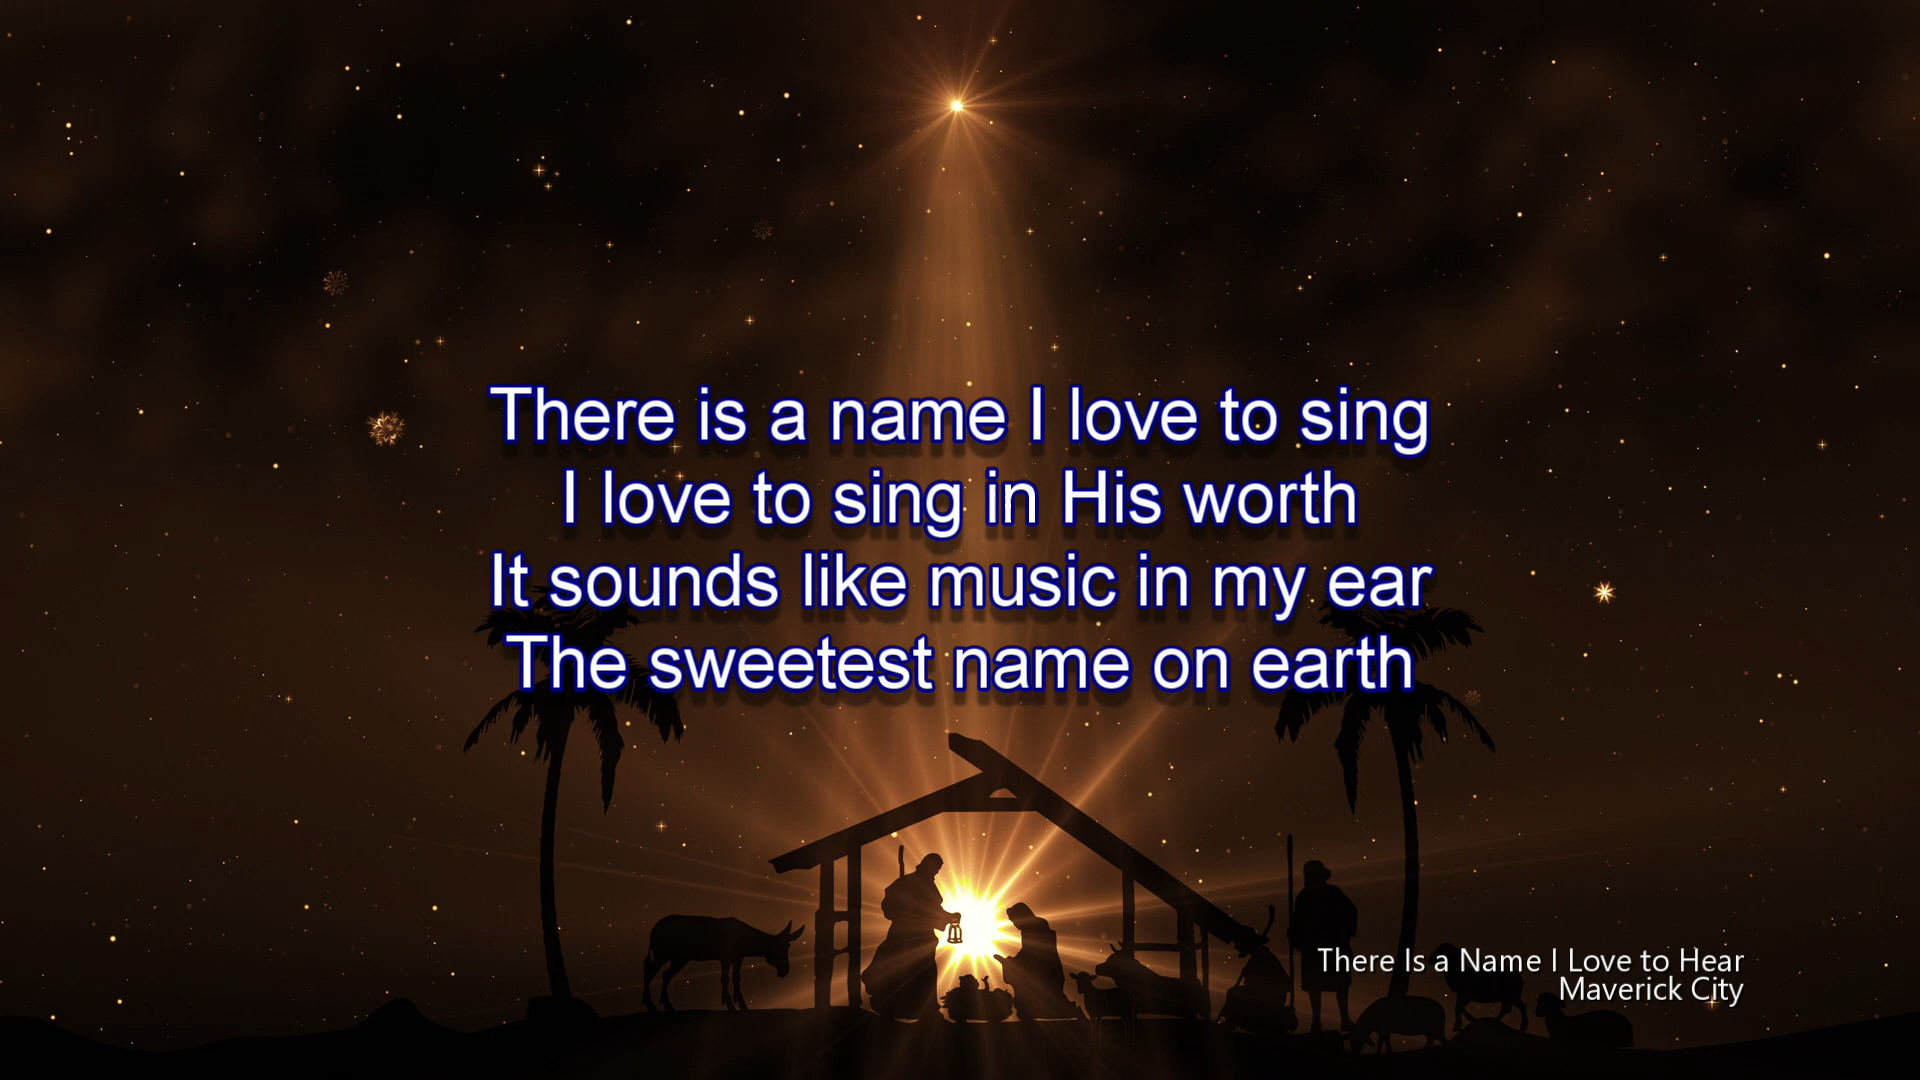 There is a name I love to sing
I love to sing in His worth
It sounds like music in my ear
The sweetest name on earth
There Is a Name I Love to Hear
Maverick City